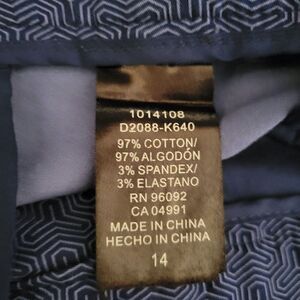 1014108
D2088-K640
97% COTTON/
97% ALGODÓN
3% SPANDEX/
3% ELASTANO
RN 96092
CA 04991
MADE IN CHINA
HECHO IN CHINA
14